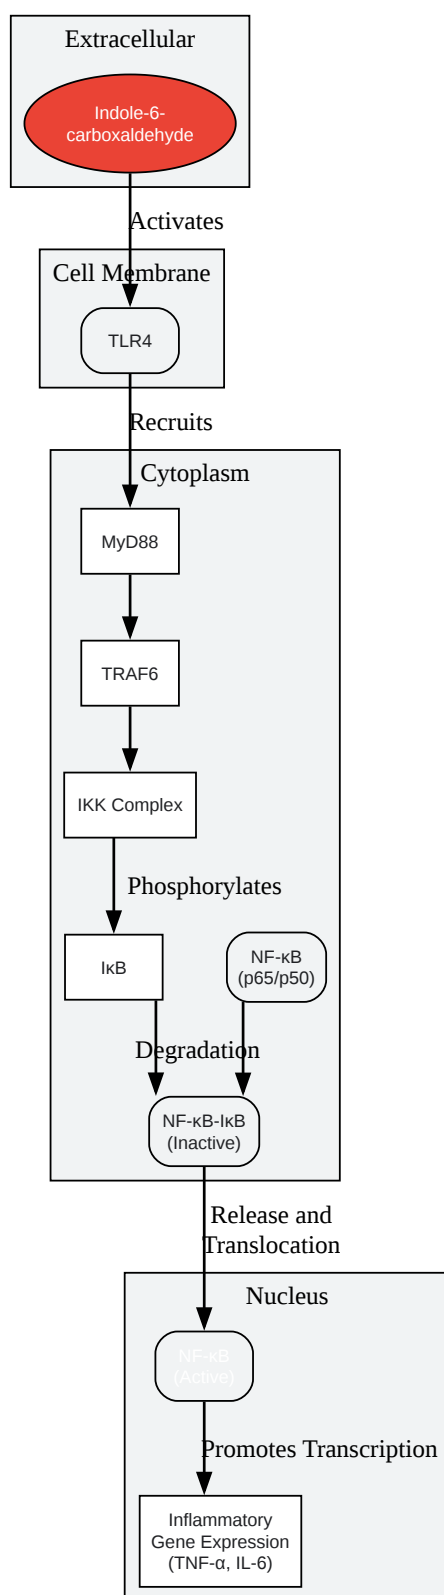 Extracellular
Indole-6-
carboxaldehyde
Activates
Cell Membrane
TLR4
Recruits
Cytoplasm
MyD88
TRAF6
IKK Complex
Phosphorylates
IκB
NF-κB
(p65/p50)
Degradation
NF-κB-IκB
(Inactive)
Release and
Translocation
Nucleus
NF-κB
(Active)
Promotes Transcription
Inflammatory
Gene Expression
(TNF-α, IL-6)